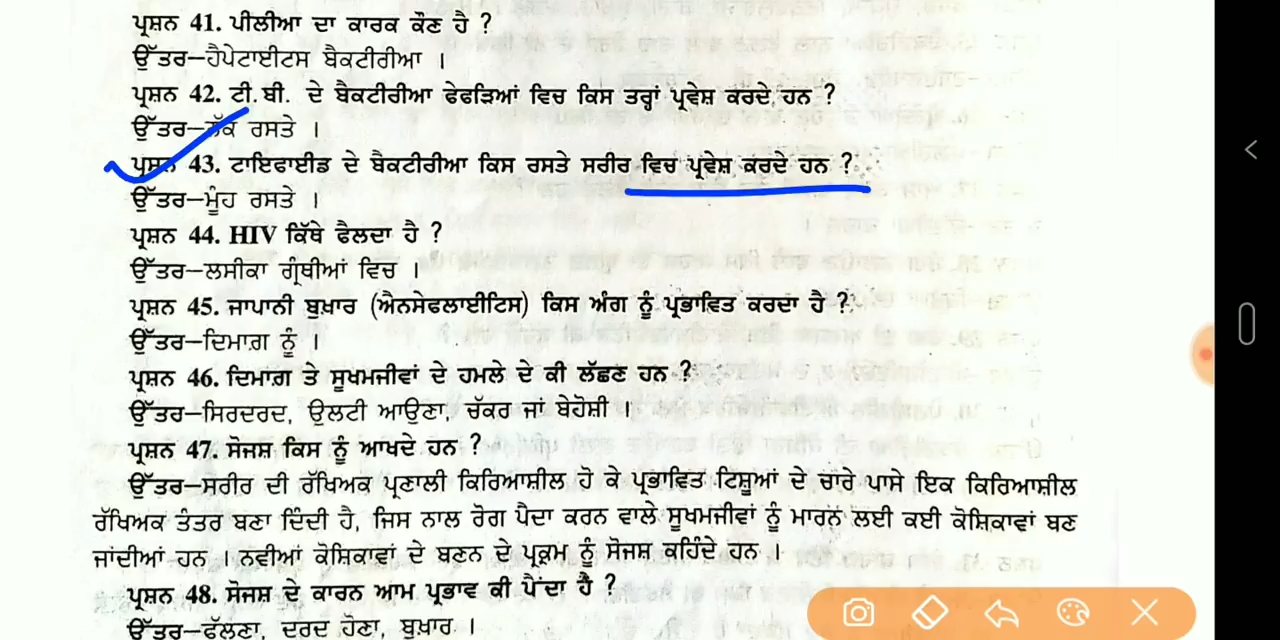 ਪ੍ਰਸ਼ਨ 41. ਪੀਲੀਆ ਦਾ ਕਾਰਕ ਕੌਣ ਹੈ ?
ਉੱਤਰ–ਹੈਪੇਟਾਈਟਸ ਬੈਕਟੀਰੀਆ ।
ਪ੍ਰਸ਼ਨ 42. ਟੀ. ਬੀ. ਦੇ ਬੈਕਟੀਰੀਆ ਫੇਫੜਿਆਂ ਵਿਚ ਕਿਸ ਤਰ੍ਹਾਂ ਪ੍ਰਵੇਸ਼ ਕਰਦੇ ਹਨ ?
ਉੱਤਰ–ਨੱਕ ਰਸਤੇ ।
ਪ੍ਰਸ਼ਨ 43. ਟਾਇਫਾਈਡ ਦੇ ਬੈਕਟੀਰੀਆ ਕਿਸ ਰਸਤੇ ਸਰੀਰ ਵਿਚ ਪ੍ਰਵੇਸ਼ ਕਰਦੇ ਹਨ ?
ਉੱਤਰ–ਮੂੰਹ ਰਸਤੇ ।
ਪ੍ਰਸ਼ਨ 44. HIV ਕਿੱਥੇ ਫੈਲਦਾ ਹੈ ?
ਉੱਤਰ–ਲਸੀਕਾ ਗ੍ਰੰਥੀਆਂ ਵਿਚ ।
ਪ੍ਰਸ਼ਨ 45. ਜਾਪਾਨੀ ਬੁਖ਼ਾਰ (ਐਨਸੇਫਲਾਈਟਿਸ) ਕਿਸ ਅੰਗ ਨੂੰ ਪ੍ਰਭਾਵਿਤ ਕਰਦਾ ਹੈ ?
ਉੱਤਰ–ਦਿਮਾਗ਼ ਨੂੰ ।
ਪ੍ਰਸ਼ਨ 46. ਦਿਮਾਗ਼ ਤੇ ਸੂਖਮਜੀਵਾਂ ਦੇ ਹਮਲੇ ਦੇ ਕੀ ਲੱਛਣ ਹਨ ?
ਉੱਤਰ–ਸਿਰਦਰਦ, ਉਲਟੀ ਆਉਣਾ, ਚੱਕਰ ਜਾਂ ਬੇਹੋਸ਼ੀ ।
ਪ੍ਰਸ਼ਨ 47. ਸੋਜਸ਼ ਕਿਸ ਨੂੰ ਆਖਦੇ ਹਨ ?
ਉੱਤਰ–ਸਰੀਰ ਦੀ ਰੱਖਿਅਕ ਪ੍ਰਣਾਲੀ ਕਿਰਿਆਸ਼ੀਲ ਹੋ ਕੇ ਪ੍ਰਭਾਵਿਤ ਟਿਸ਼ੂਆਂ ਦੇ ਚਾਰੇ ਪਾਸੇ ਇਕ ਕਿਰਿਆਸ਼ੀਲ
ਰੱਖਿਅਕ ਤੰਤਰ ਬਣਾ ਦਿੰਦੀ ਹੈ, ਜਿਸ ਨਾਲ ਰੋਗ ਪੈਦਾ ਕਰਨ ਵਾਲੇ ਸੂਖਮਜੀਵਾਂ ਨੂੰ ਮਾਰਨ ਲਈ ਕਈ ਕੋਸ਼ਿਕਾਵਾਂ ਬਣ
ਜਾਂਦੀਆਂ ਹਨ । ਨਵੀਆਂ ਕੋਸ਼ਿਕਾਵਾਂ ਦੇ ਬਣਨ ਦੇ ਪ੍ਰਕ੍ਰਮ ਨੂੰ ਸੋਜਸ਼ ਕਹਿੰਦੇ ਹਨ ।
ਪ੍ਰਸ਼ਨ 48. ਸੋਜਸ਼ ਦੇ ਕਾਰਨ ਆਮ ਪ੍ਰਭਾਵ ਕੀ ਪੈਂਦਾ ਹੈ ?
ਉੱਤਰ–ਫੁੱਲਣਾ, ਦਰਦ ਹੋਣਾ, ਬੁਖ਼ਾਰ ।